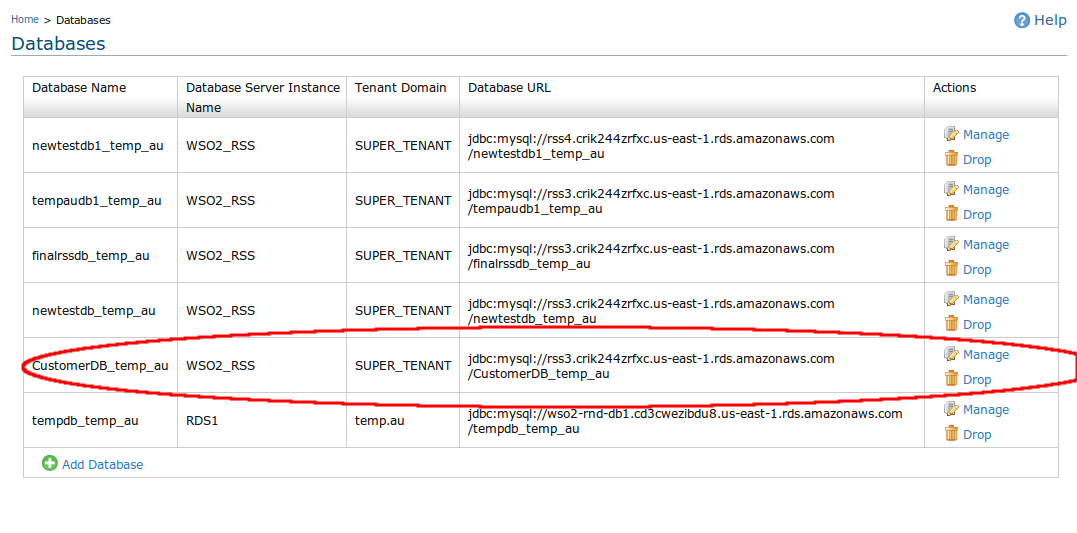 Home > Databases
Help
Databases
Database Name
Database Server Instance
Name
Tenant Domain
Database URL
Actions
newtestdb1_temp_au
WSO2_RSS
SUPER_TENANT
jdbc:mysql://rss4.crik244zrfxc.us-east-1.rds.amazonaws.com
/newtestdb1_temp_au
Manage
Drop
tempaudb1_temp_au
WSO2_RSS
SUPER_TENANT
jdbc:mysql://rss3.crik244zrfxc.us-east-1.rds.amazonaws.com
/tempaudb1_temp_au
Manage
Drop
finalrssdb_temp_au
WSO2_RSS
SUPER_TENANT
jdbc:mysql://rss3.crik244zrfxc.us-east-1.rds.amazonaws.com
/finalrssdb_temp_au
Manage
Drop
newtestdb_temp_au
WSO2_RSS
SUPER_TENANT
jdbc:mysql://rss3.crik244zrfxc.us-east-1.rds.amazonaws.com
/newtestdb_temp_au
Manage
Drop
CustomerDB_temp_au
WSO2_RSS
SUPER_TENANT
jdbc:mysql://rss3.crik244zrfxc.us-east-1.rds.amazonaws.com
/CustomerDB_temp_au
Manage
Drop
tempdb_temp_au
RDS1
temp.au
jdbc:mysql://wso2-rnd-db1.cd3cwezibdu8.us-east-1.rds.amazonaws.com
/tempdb_temp_au
Manage
Drop
Add Database